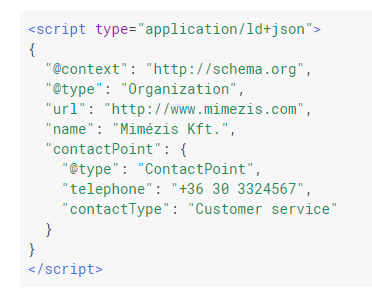 <script type="application/ld+json">
{
  "@context": "http://schema.org",
  "@type": "Organization",
  "url": "http://www.mimezis.com",
  "name": "Mimézis Kft.",
  "contactPoint": {
    "@type": "ContactPoint",
    "telephone": "+36 30 3324567",
    "contactType": "Customer service"
  }
}
</script>